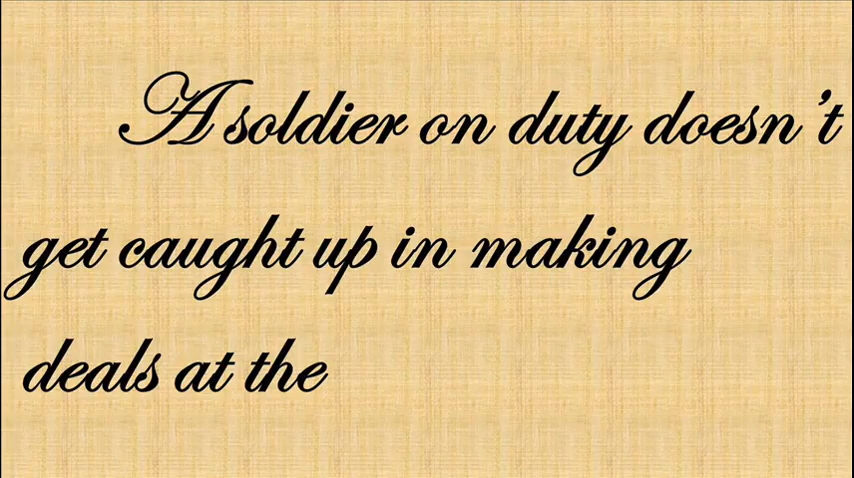 A soldier on duty doesn't
get caught up in making
deals at the